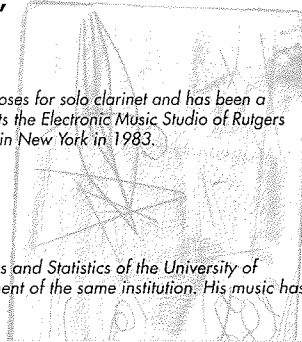 oses for solo clarinet and has been a
ts the Electronic Music Studio of Rutgers
in New York in 1983.
s and Statistics of the University of
ent of the same institution. His music has